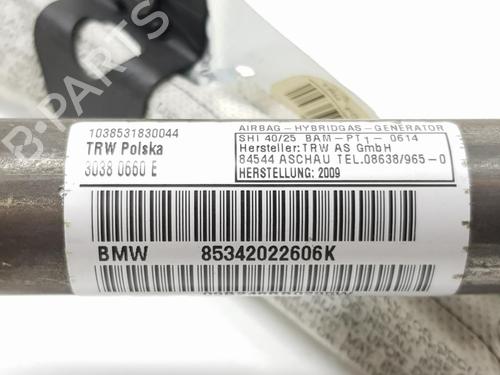 B-PARTS
1038531830044
TRW Polska
3038 0660 E
AIRBAG-HYBRIDGAS-GENERATOR
SHI 40/25 BAM-PT1-0614
Hersteller:TRW AS GmbH
84544 ASCHAU TEL.08638/965-0
HERSTELLUNG: 2009
BMW 85342022606K